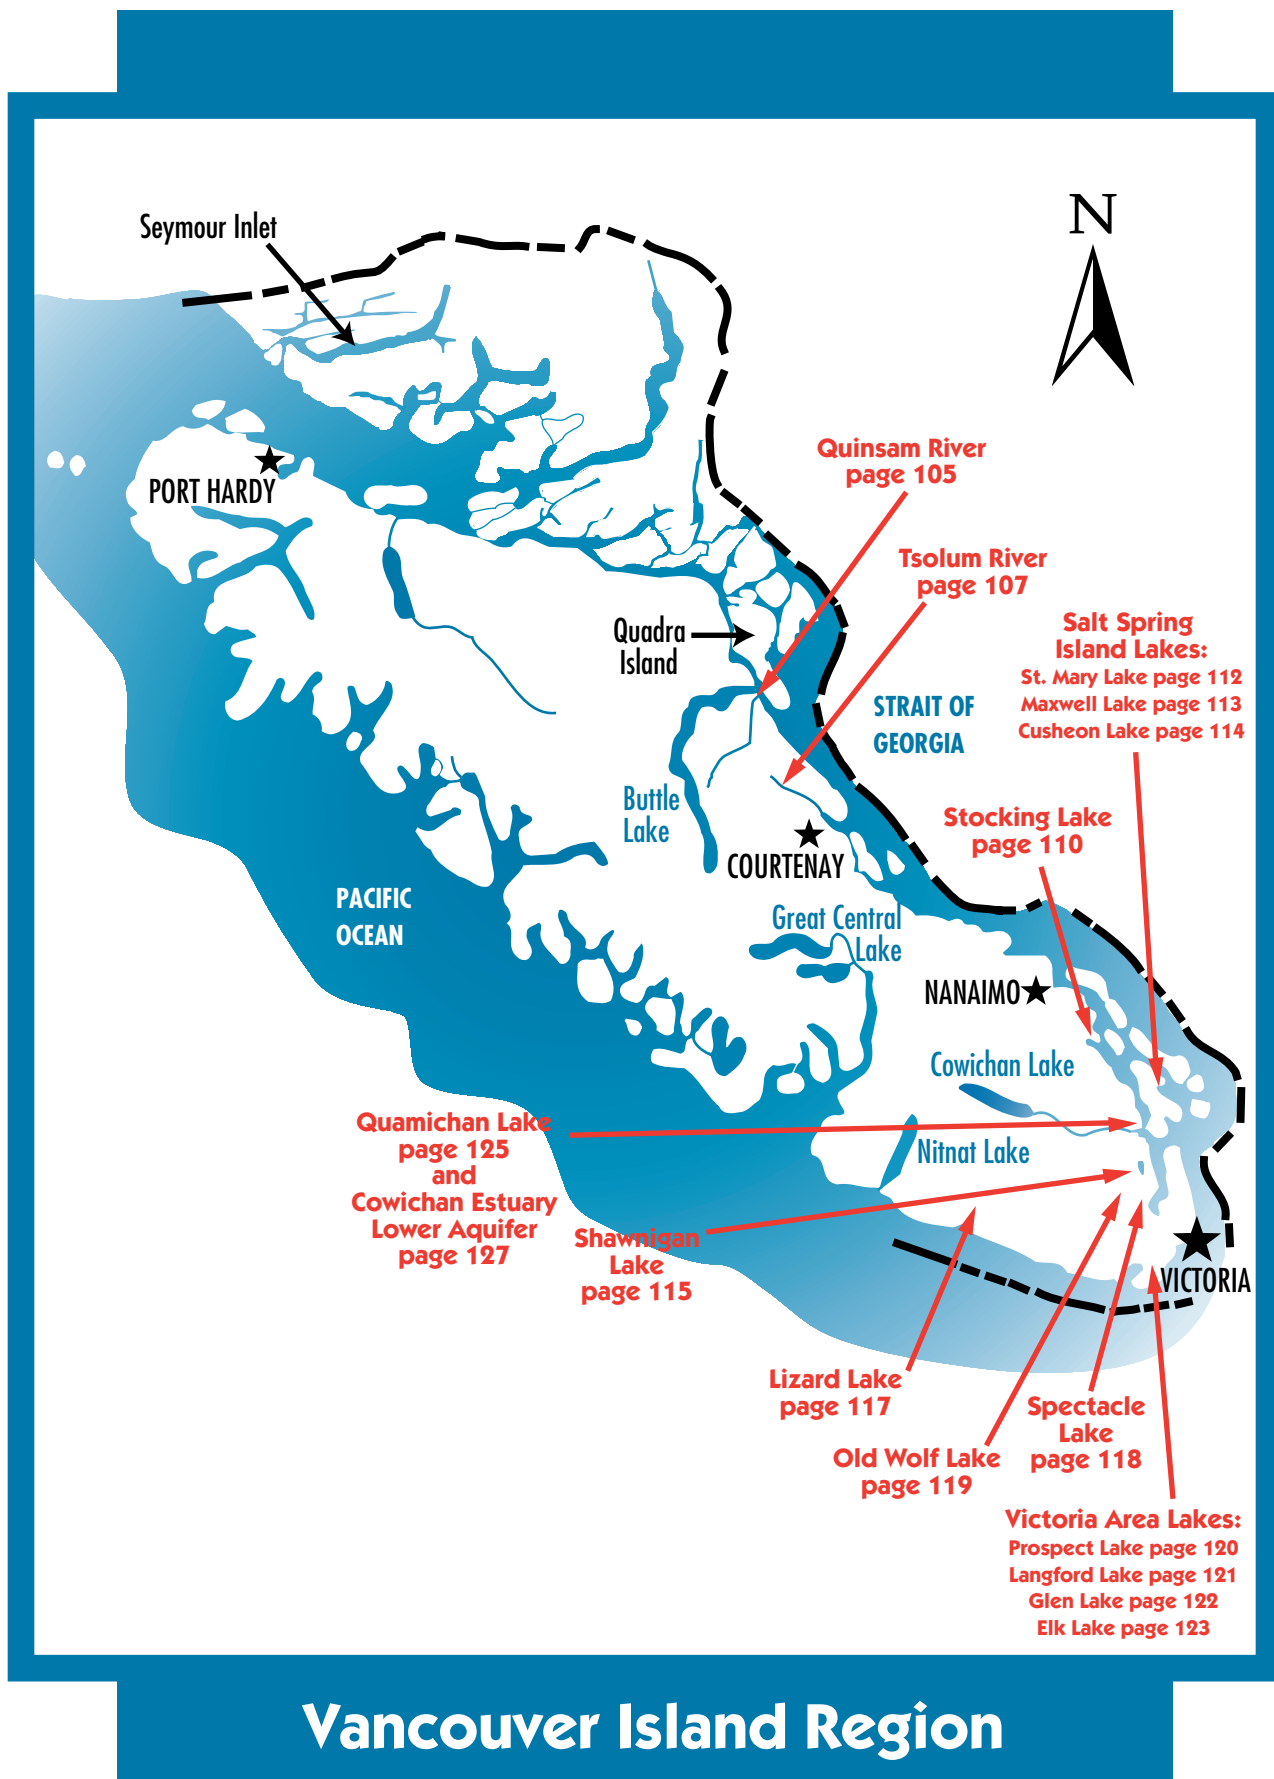 N
Seymour Inlet
Quinsam River
page 105
PORT HARDY
Tsolum River
page 107
Quadra
Island
Salt Spring
Island Lakes:
St. Mary Lake page 112
Maxwell Lake page 113
Cusheon Lake page 114
STRAIT OF
GEORGIA
Buttle
Lake
Stocking Lake
page 110
COURTENAY
PACIFIC
OCEAN
Great Central
Lake
NANAIMO
Cowichan Lake
Quamichan Lake
page 125
and
Cowichan Estuary
Lower Aquifer
page 127
Nitnat Lake
Shawnigan
Lake
page 115
VICTORIA
Lizard Lake
page 117
Spectacle
Lake
page 118
Old Wolf Lake
page 119
Victoria Area Lakes:
Prospect Lake page 120
Langford Lake page 121
Glen Lake page 122
Elk Lake page 123
Vancouver Island Region